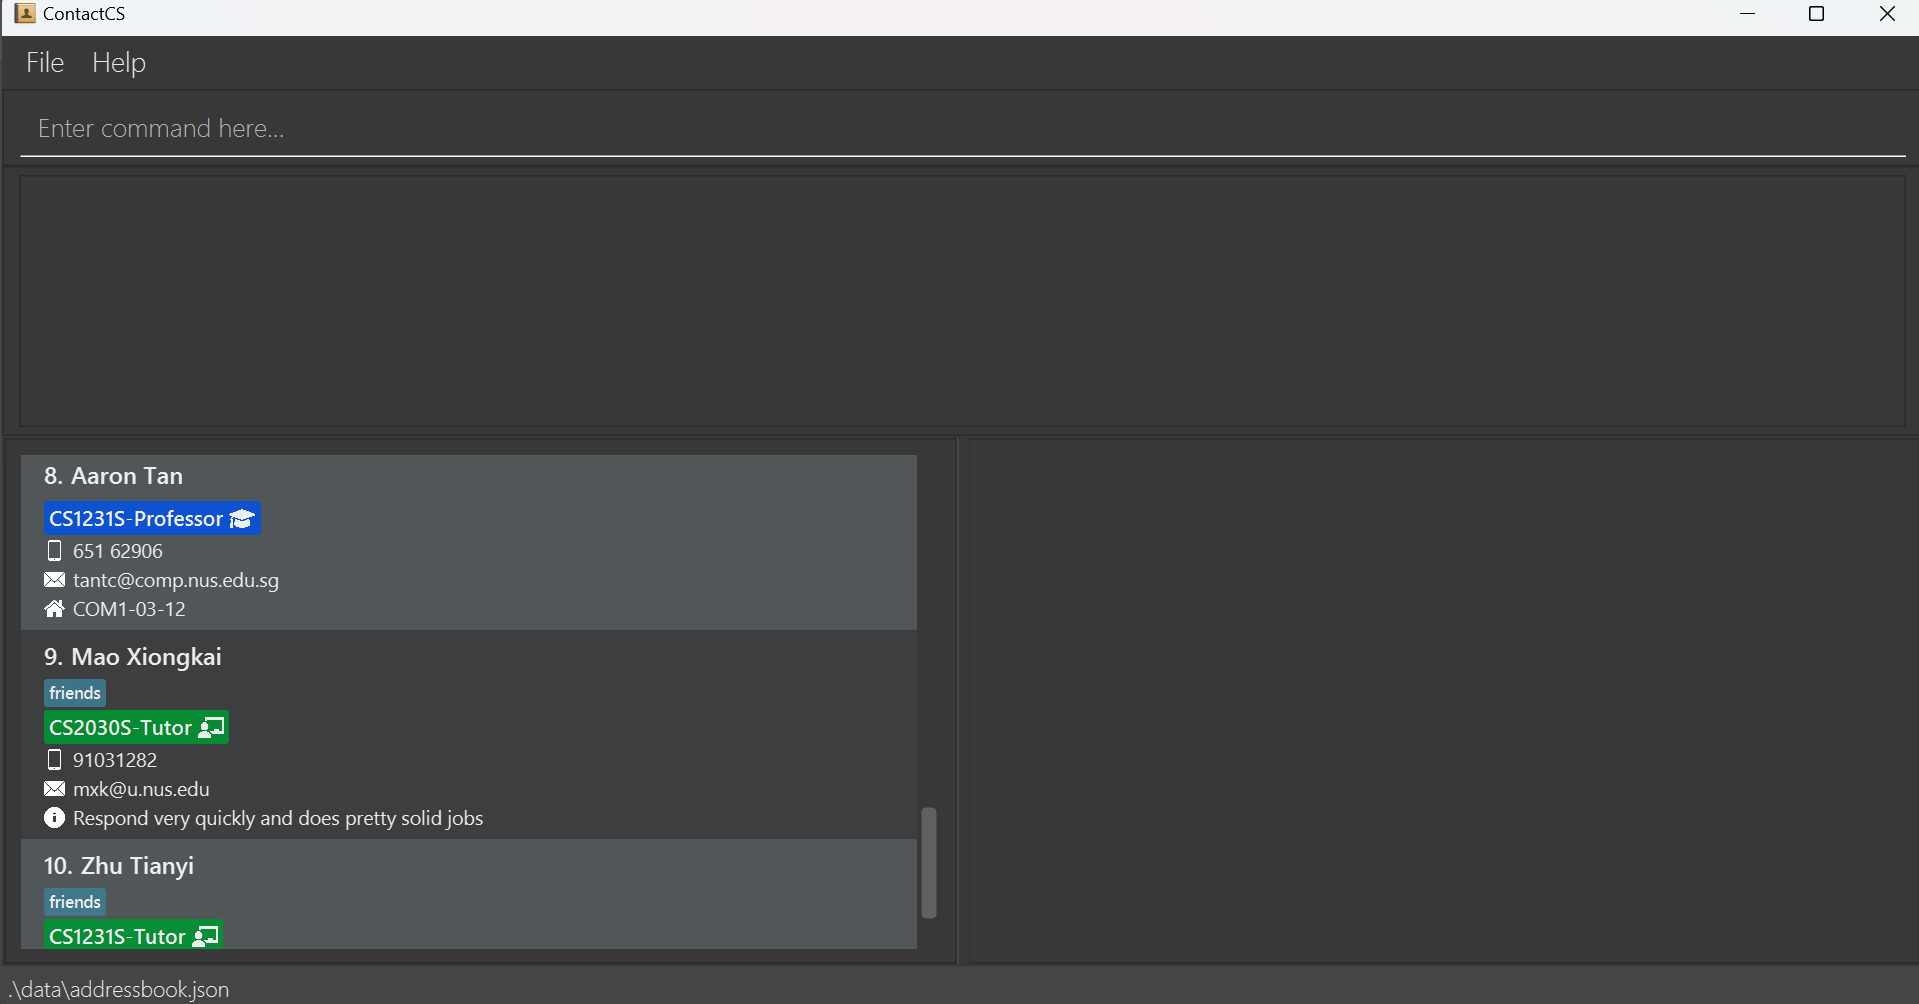 ContactCS
File Help
Enter command here...
8. Aaron Tan
CS1231S-Professor
651 62906
tantc@comp.nus.edu.sg
COM1-03-12
9. Mao Xiongkai
friends
CS2030S-Tutor
91031282
mxk@u.nus.edu
Respond very quickly and does pretty solid jobs
10. Zhu Tianyi
friends
CS1231S-Tutor
.\data\addressbook.json